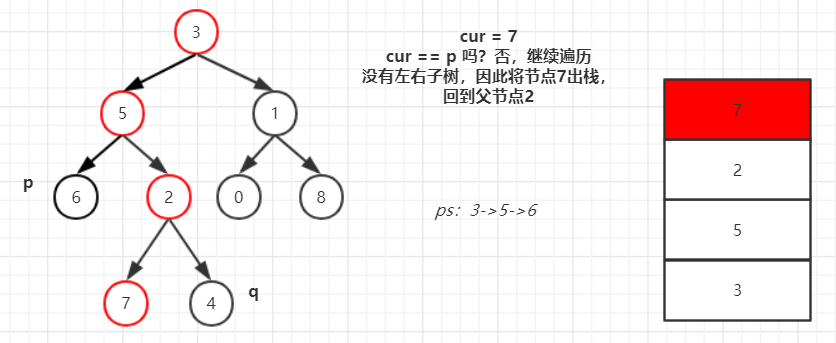 3
cur = 7
cur == p 吗？否，继续遍历
没有左右子树，因此将节点7出栈，
回到父节点2
5
1
7
p
6
2
0
8
2
ps：3->5->6
5
7
4
q
3